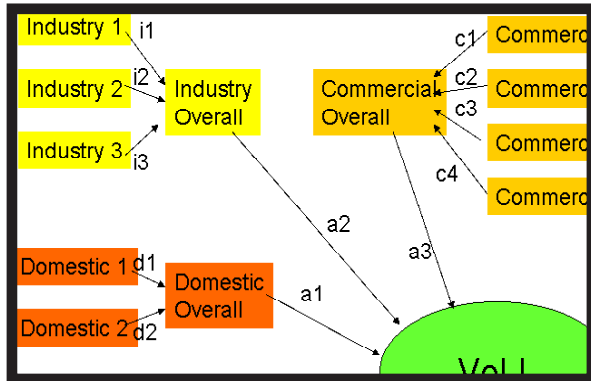 Industry 1
i1
Industry 2
i2
Industry 3
i3
Industry
Overall
Commercial
Overall
c1
Commerc
c2
Commerc
c3
Commerc
c4
Commerc
a2
a3
Domestic 1
d1
Domestic 2
d2
Domestic
Overall
a1